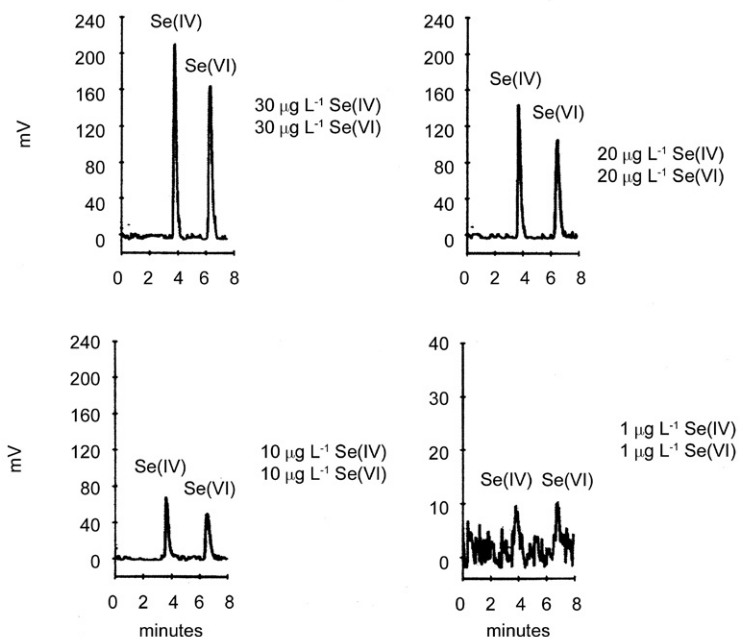 240
200
160
120
80
40
0
mV
Se(IV)
Se(VI)
30 µg L-1 Se(IV)
30 µg L-1 Se(VI)
0 2 4 6 8
240
200
160
120
80
40
0
Se(IV)
Se(VI)
20 µg L-1 Se(IV)
20 µg L-1 Se(VI)
0 2 4 6 8
240
200
160
120
80
40
0
mV
Se(IV)
Se(VI)
10 µg L-1 Se(IV)
10 µg L-1 Se(VI)
0 2 4 6 8
minutes
40
30
20
10
0
Se(IV) Se(VI)
1 µg L-1 Se(IV)
1 µg L-1 Se(VI)
0 2 4 6 8
minutes